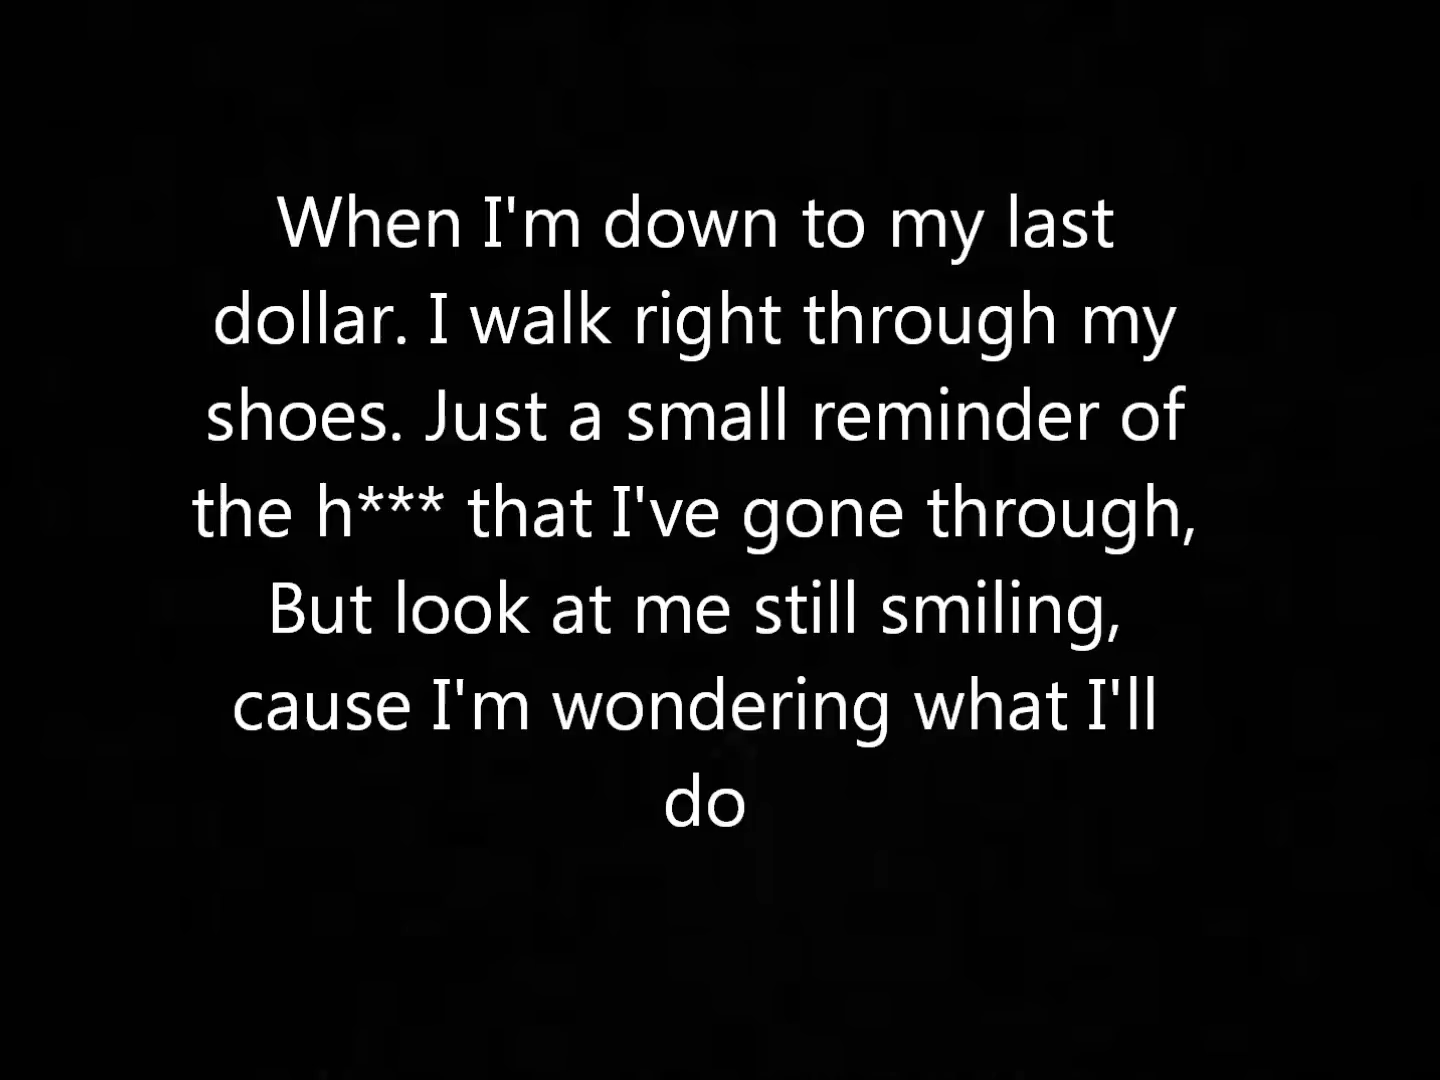 When I'm down to my last
dollar. I walk right through my
shoes. Just a small reminder of
the h*** that I've gone through,
But look at me still smiling,
cause I'm wondering what I'll
do